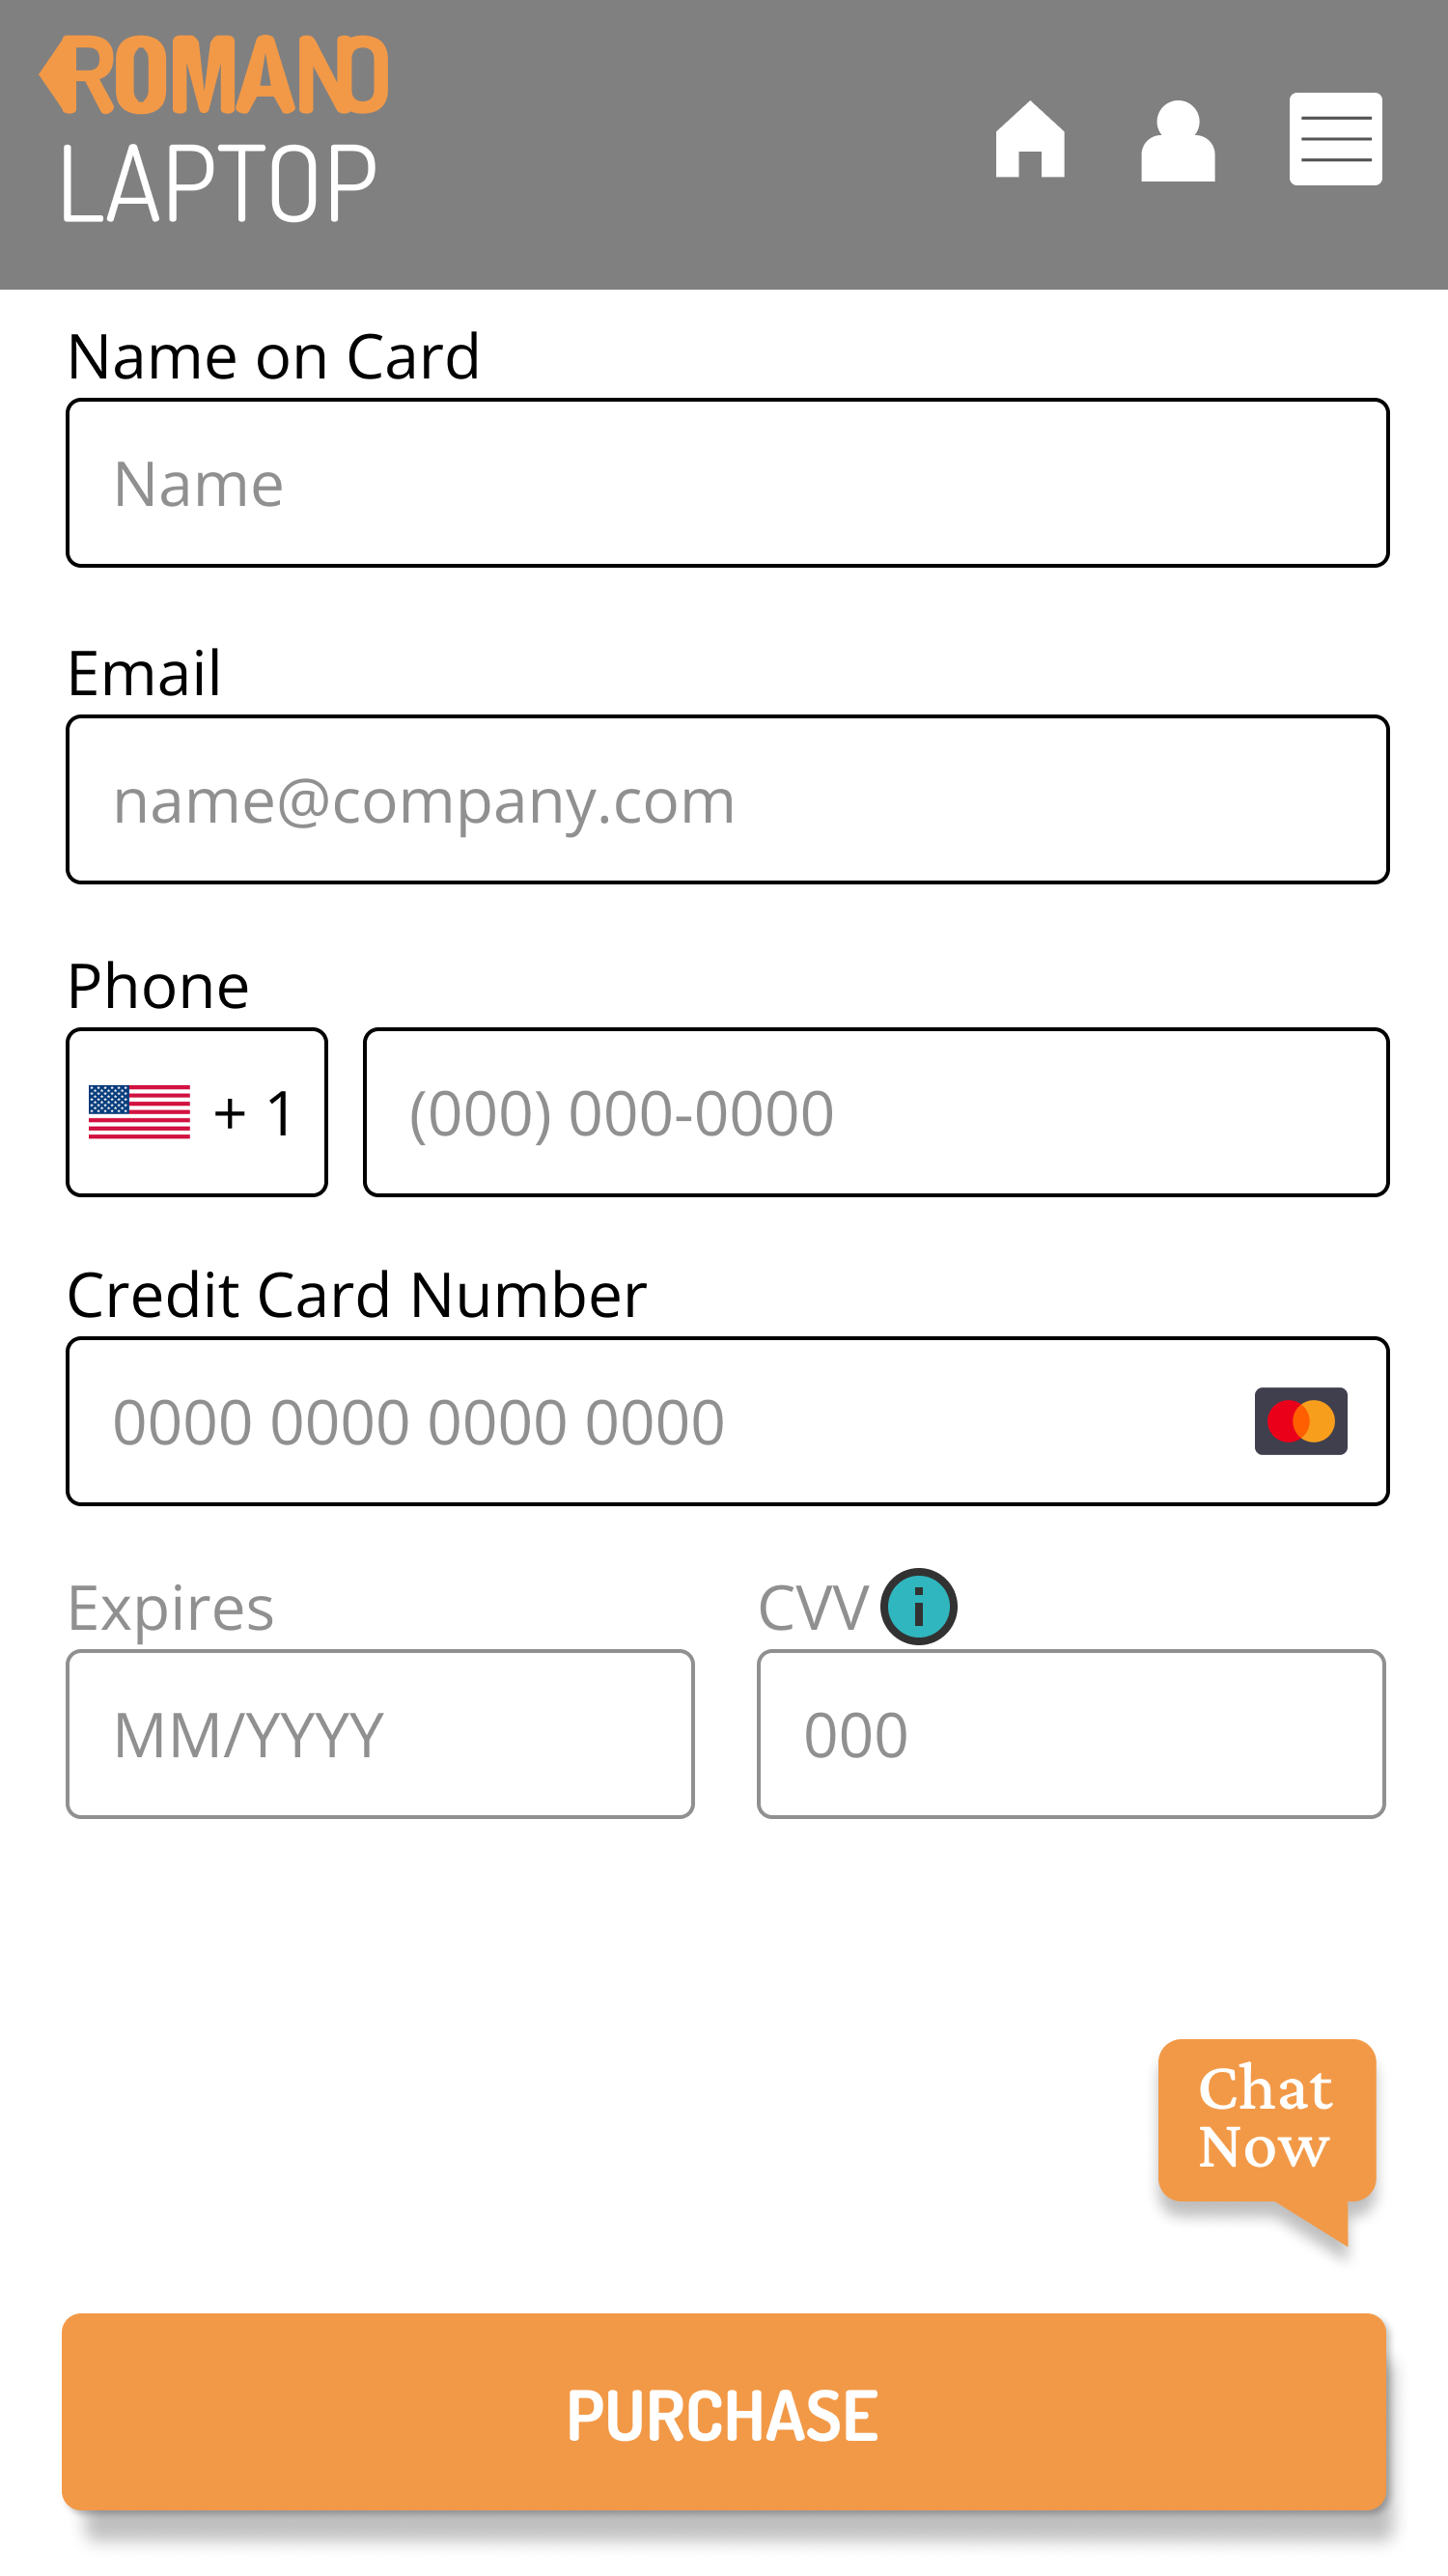 ROMANO
LAPTOP
Name on Card
Name
Email
name@company.com
Phone
+ 1
(000) 000-0000
Credit Card Number
0000 0000 0000 0000
Expires
CVV i
MM/YYYY
000
Chat
Now
PURCHASE